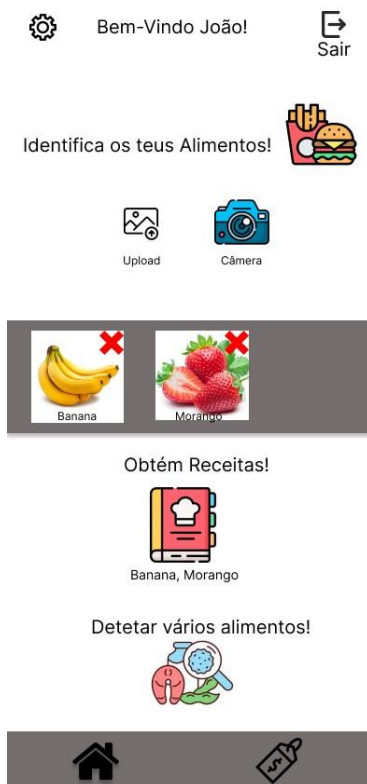 Bem-Vindo João!
Sair
Identifica os teus Alimentos!
Upload
Câmera
Banana
Morango
Obtém Receitas!
Banana, Morango
Detetar vários alimentos!
$